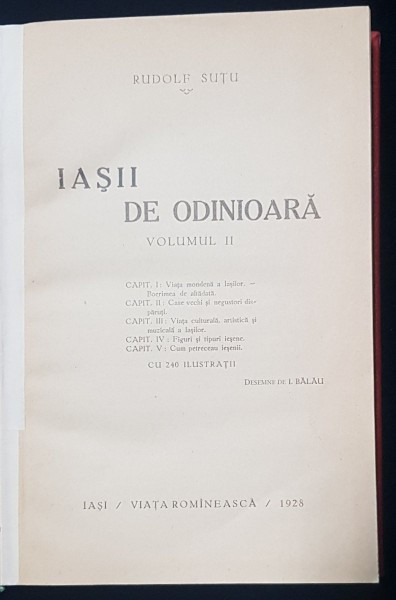 RUDOLF SUȚU
IAȘII
DE ODINIOARĂ
VOLUMUL II
CAPIT. I : Viața mondenă a Iașilor. —
Boerimea de altădată.
CAPIT. II : Case vechi și negustori dis-
păruți.
CAPIT. III : Viața culturală, artistică și
muzicală a Iașilor.
CAPIT. IV : Figuri și tipuri ieșene.
CAPIT. V : Cum petreceau ieșenii.
CU 240 ILUSTRAȚII
DESEMNE DE I. BĂLĂU
IAȘI / VIAȚA ROMÎNEASCĂ / 1928